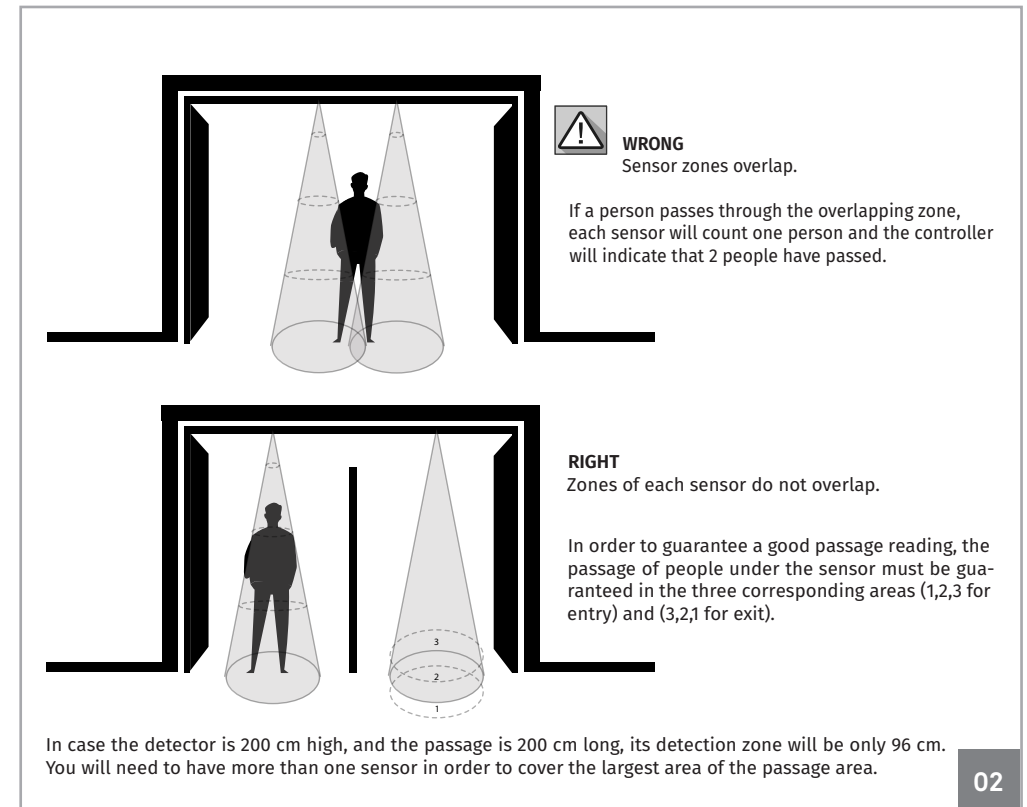 WRONG
Sensor zones overlap.
If a person passes through the overlapping zone,
each sensor will count one person and the controller
will indicate that 2 people have passed.
RIGHT
Zones of each sensor do not overlap.
In order to guarantee a good passage reading, the
passage of people under the sensor must be gua-
ranteed in the three corresponding areas (1,2,3 for
entry) and (3,2,1 for exit).
3
2
1
In case the detector is 200 cm high, and the passage is 200 cm long, its detection zone will be only 96 cm.
You will need to have more than one sensor in order to cover the largest area of the passage area.
02